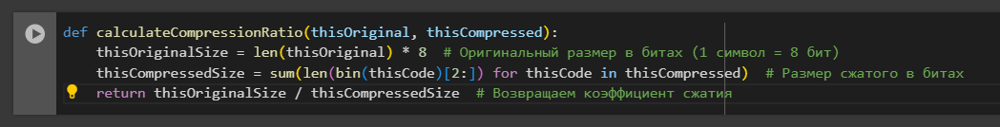 def calculateCompressionRatio(thisOriginal, thisCompressed):
thisOriginalSize = len(thisOriginal) * 8  # Оригинальный размер в битах (1 символ = 8 бит)
thisCompressedSize = sum(len(bin(thisCode)[2:]) for thisCode in thisCompressed)  # Размер сжатого в битах
return thisOriginalSize / thisCompressedSize  # Возвращаем коэффициент сжатия